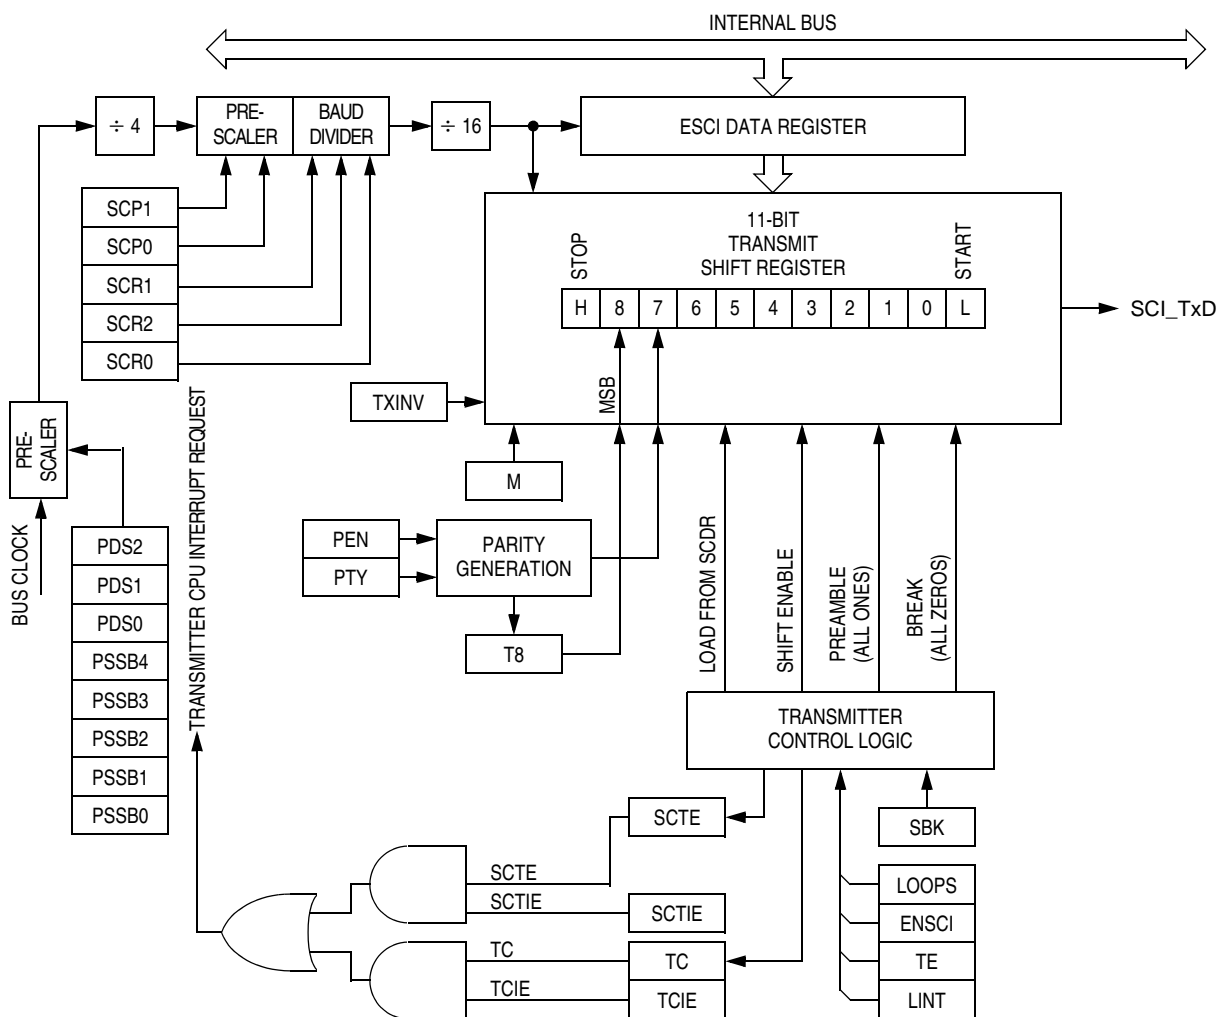 INTERNAL BUS
÷ 4
PRE-
SCALER
BAUD
DIVIDER
÷ 16
ESCI DATA REGISTER
SCP1
SCP0
SCR1
SCR2
SCR0
11-BIT
TRANSMIT
SHIFT REGISTER
STOP
START
H 8 7 6 5 4 3 2 1 0 L
SCI_TxD
MSB
TXINV
M
PRE-
SCALER
BUS CLOCK
TRANSMITTER CPU INTERRUPT REQUEST
PDS2
PDS1
PDS0
PSSB4
PSSB3
PSSB2
PSSB1
PSSB0
PEN
PTY
PARITY
GENERATION
T8
LOAD FROM SCDR
SHIFT ENABLE
PREAMBLE
(ALL ONES)
BREAK
(ALL ZEROS)
TRANSMITTER
CONTROL LOGIC
SCTE
SBK
SCTE
SCTIE
SCTIE
TC
TC
TCIE
TCIE
LOOPS
ENSCI
TE
LINT